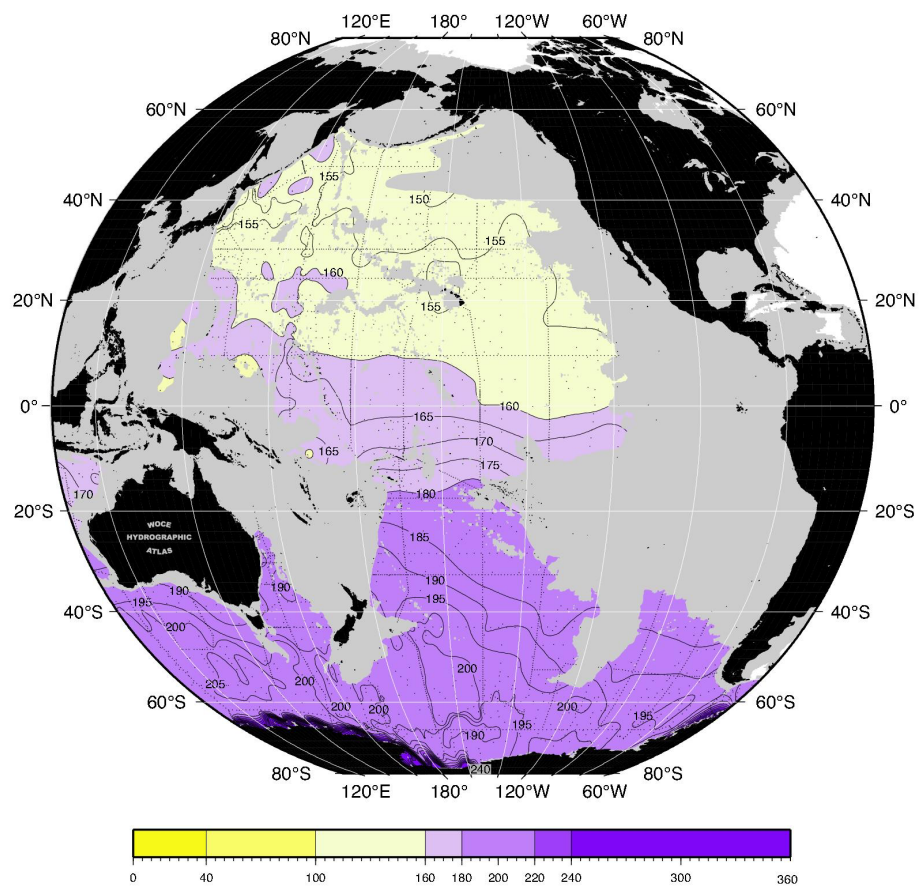 120°E 180° 120°W 60°W
80°N 80°N
60°N 60°N
40°N 40°N
20°N 20°N
0° 0°
20°S 20°S
40°S 40°S
60°S 60°S
80°S 80°S
120°E 180° 120°W 60°W
155
150
155
155
160
155
160
165
170
165
175
170
180
WOCE
HYDROGRAPHIC
ATLAS
185
190
190
190
195
195
200
200
205
200
200
200
200
195
195
190
240
0 40 100 160 180 200 220 240 300 360